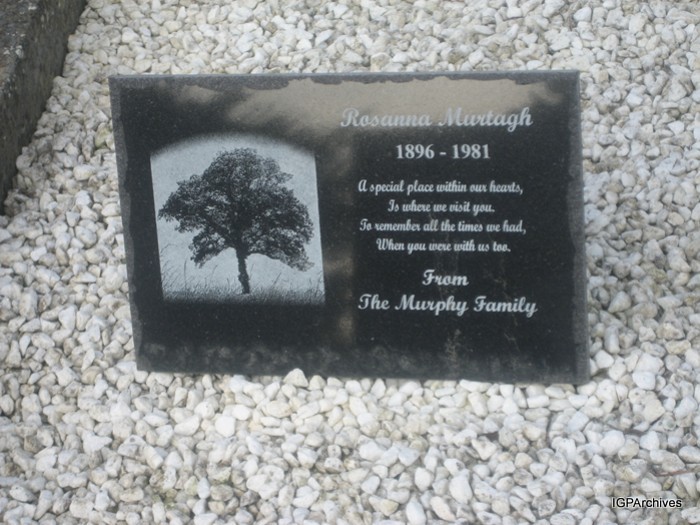 Rosanna Murtagh
1896 - 1981
A special place within our hearts,
Is where we visit you.
To remember all the times we had,
When you were with us too.
From
The Murphy Family
IGPArchives